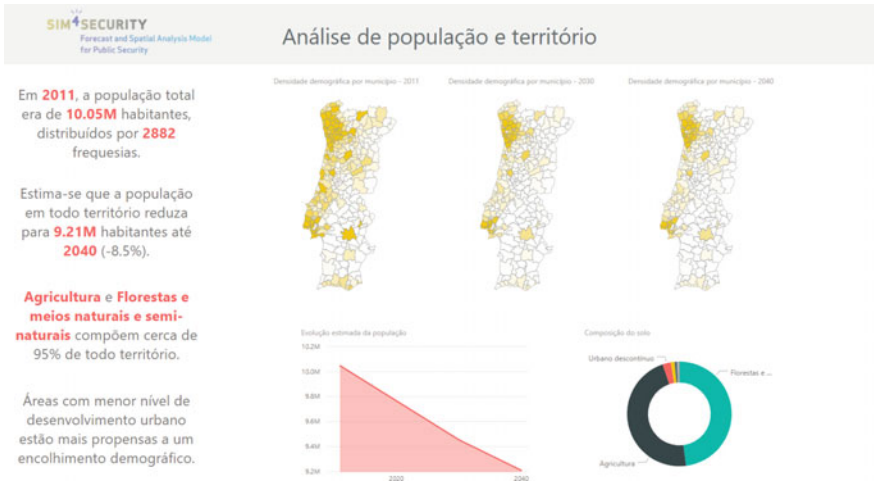 SIM4SECURITY
Forecast and Spatial Analysis Model
for Public Security
Análise de população e território
Em 2011, a população total
era de 10.05M habitantes,
distribuídos por 2882
frequesias.
Estima-se que a população
em todo território reduza
para 9.21M habitantes até
2040 (-8.5%).
Agricultura e Florestas e
meios naturais e semi-
naturais compõem cerca de
95% de todo território.
Áreas com menor nível de
desenvolvimento urbano
estão mais propensas a um
encolhimento demográfico.
Densidade demográfica por município - 2011
Densidade demográfica por município - 2030
Densidade demográfica por município - 2040
Evolução estimada da população
10.2M
10.0M
9.8M
9.6M
9.4M
9.2M
2020
2040
Composição do solo
Urbano descontínuo
Florestas e ...
Agricultura